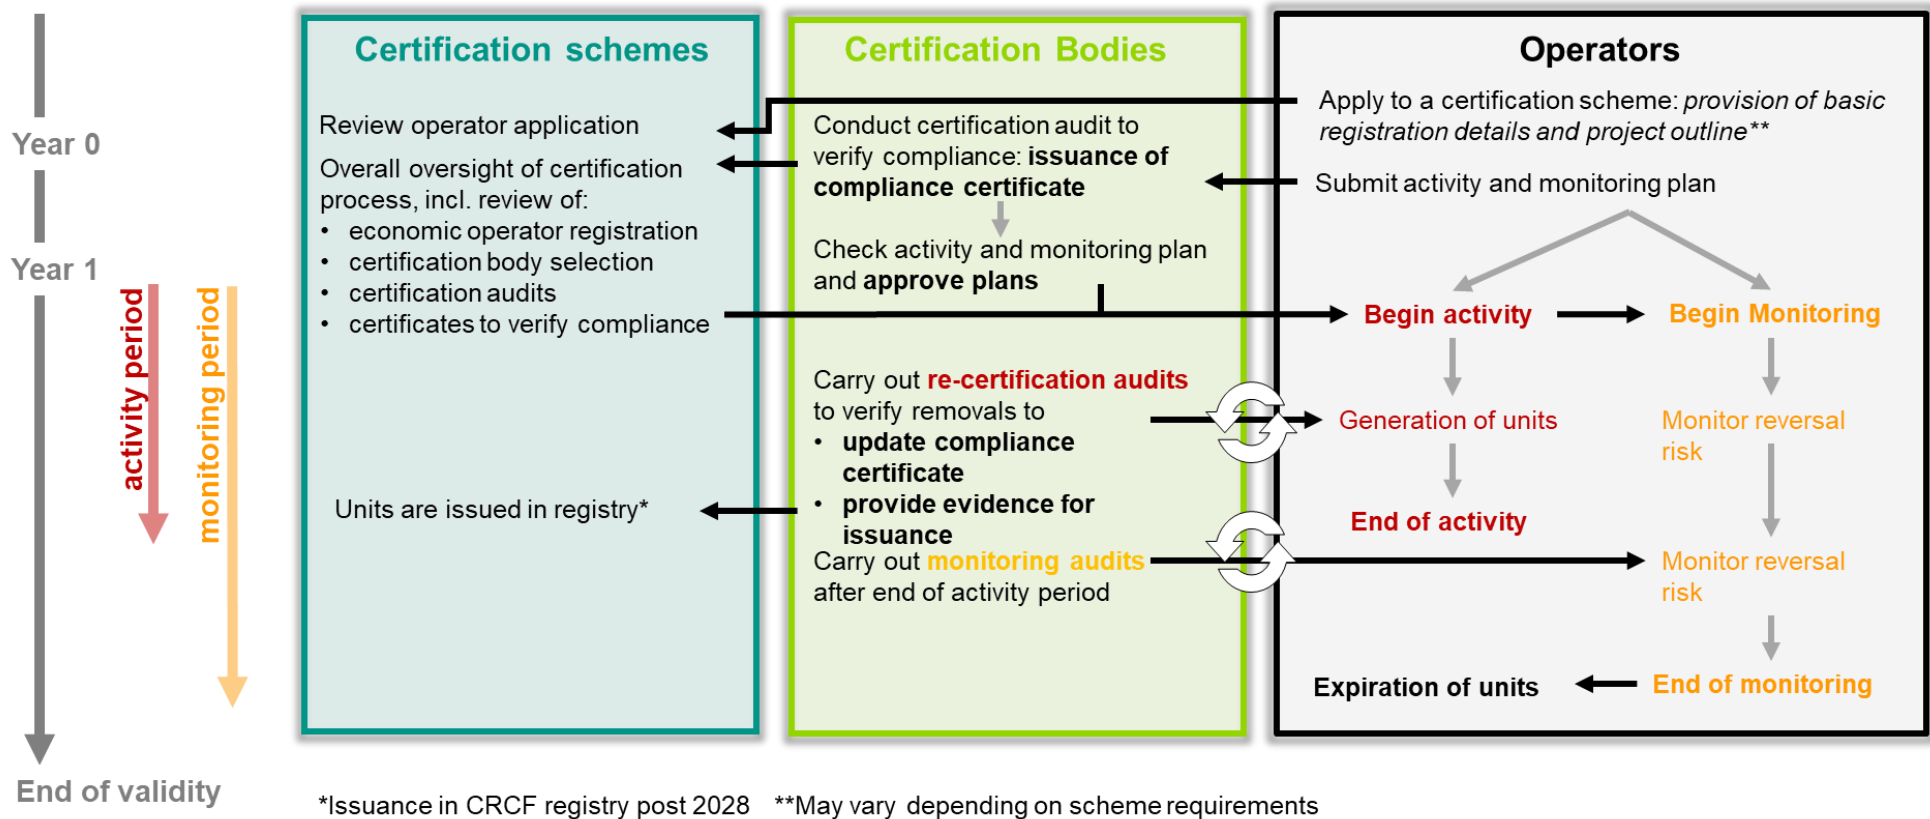 Year 0
Year 1
activity period
monitoring period
End of validity
Certification schemes
Review operator application
Overall oversight of certification
process, incl. review of:
• economic operator registration
• certification body selection
• certification audits
• certificates to verify compliance
Units are issued in registry*
Certification Bodies
Conduct certification audit to
verify compliance: issuance of
compliance certificate
Check activity and monitoring plan
and approve plans
Carry out re-certification audits
to verify removals to
• update compliance
certificate
• provide evidence for
issuance
Carry out monitoring audits
after end of activity period
Operators
Apply to a certification scheme: provision of basic
registration details and project outline**
Submit activity and monitoring plan
Begin activity
Begin Monitoring
Generation of units
Monitor reversal
risk
End of activity
Monitor reversal
risk
Expiration of units
End of monitoring
*Issuance in CRCF registry post 2028 **May vary depending on scheme requirements